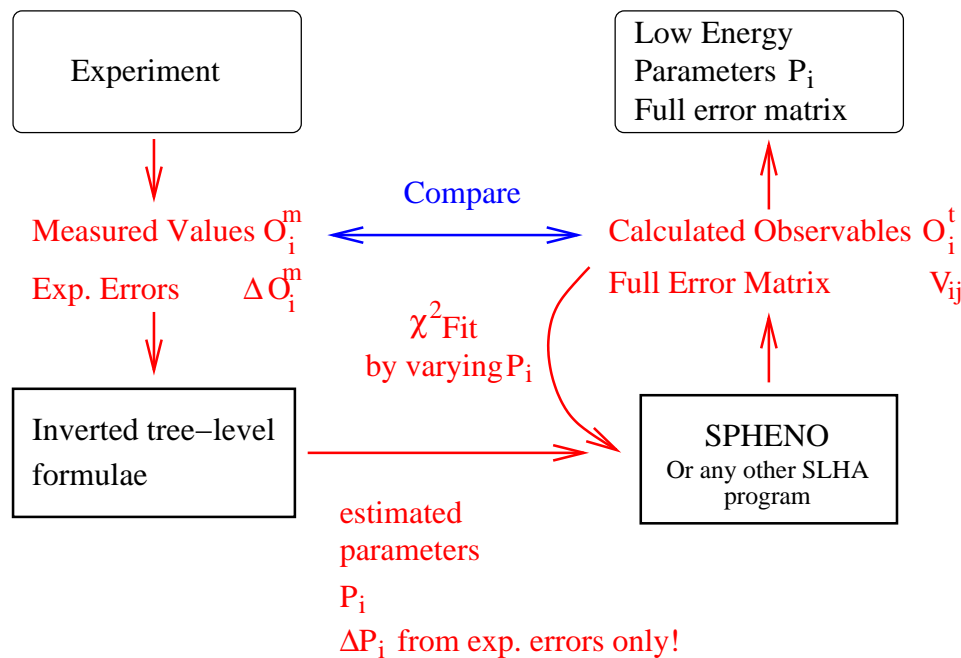 Experiment
Low Energy
Parameters P_i
Full error matrix
Compare
Measured Values O_i^m
Exp. Errors Δ O_i^m
Calculated Observables O_i^t
Full Error Matrix V_ij
χ^2 Fit
by varying P_i
Inverted tree−level
formulae
SPHENO
Or any other SLHA
program
estimated
parameters
P_i
ΔP_i from exp. errors only!